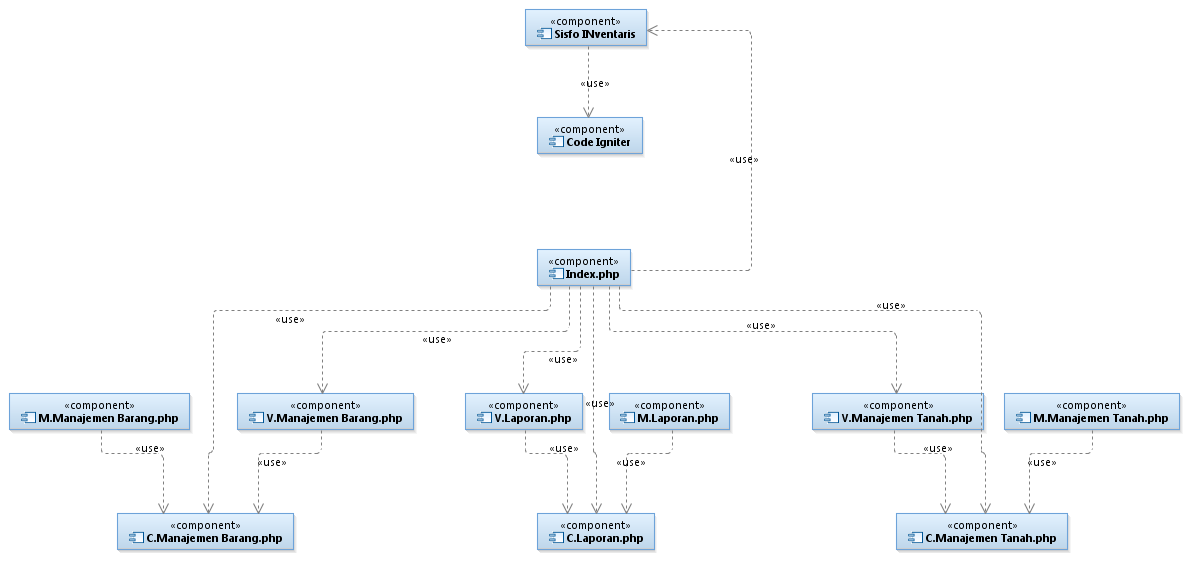 «component»
Sisfo INventaris
«use»
«component»
Code Igniter
«use»
«component»
Index.php
«use»
«use»
«use»
«use»
«use»
«use»
«component»
M.Manajemen Barang.php
«component»
V.Manajemen Barang.php
«component»
V.Laporan.php
«use»
«component»
M.Laporan.php
«component»
V.Manajemen Tanah.php
«component»
M.Manajemen Tanah.php
«use»
«use»
«use»
«use»
«use»
«use»
«component»
C.Manajemen Barang.php
«component»
C.Laporan.php
«component»
C.Manajemen Tanah.php